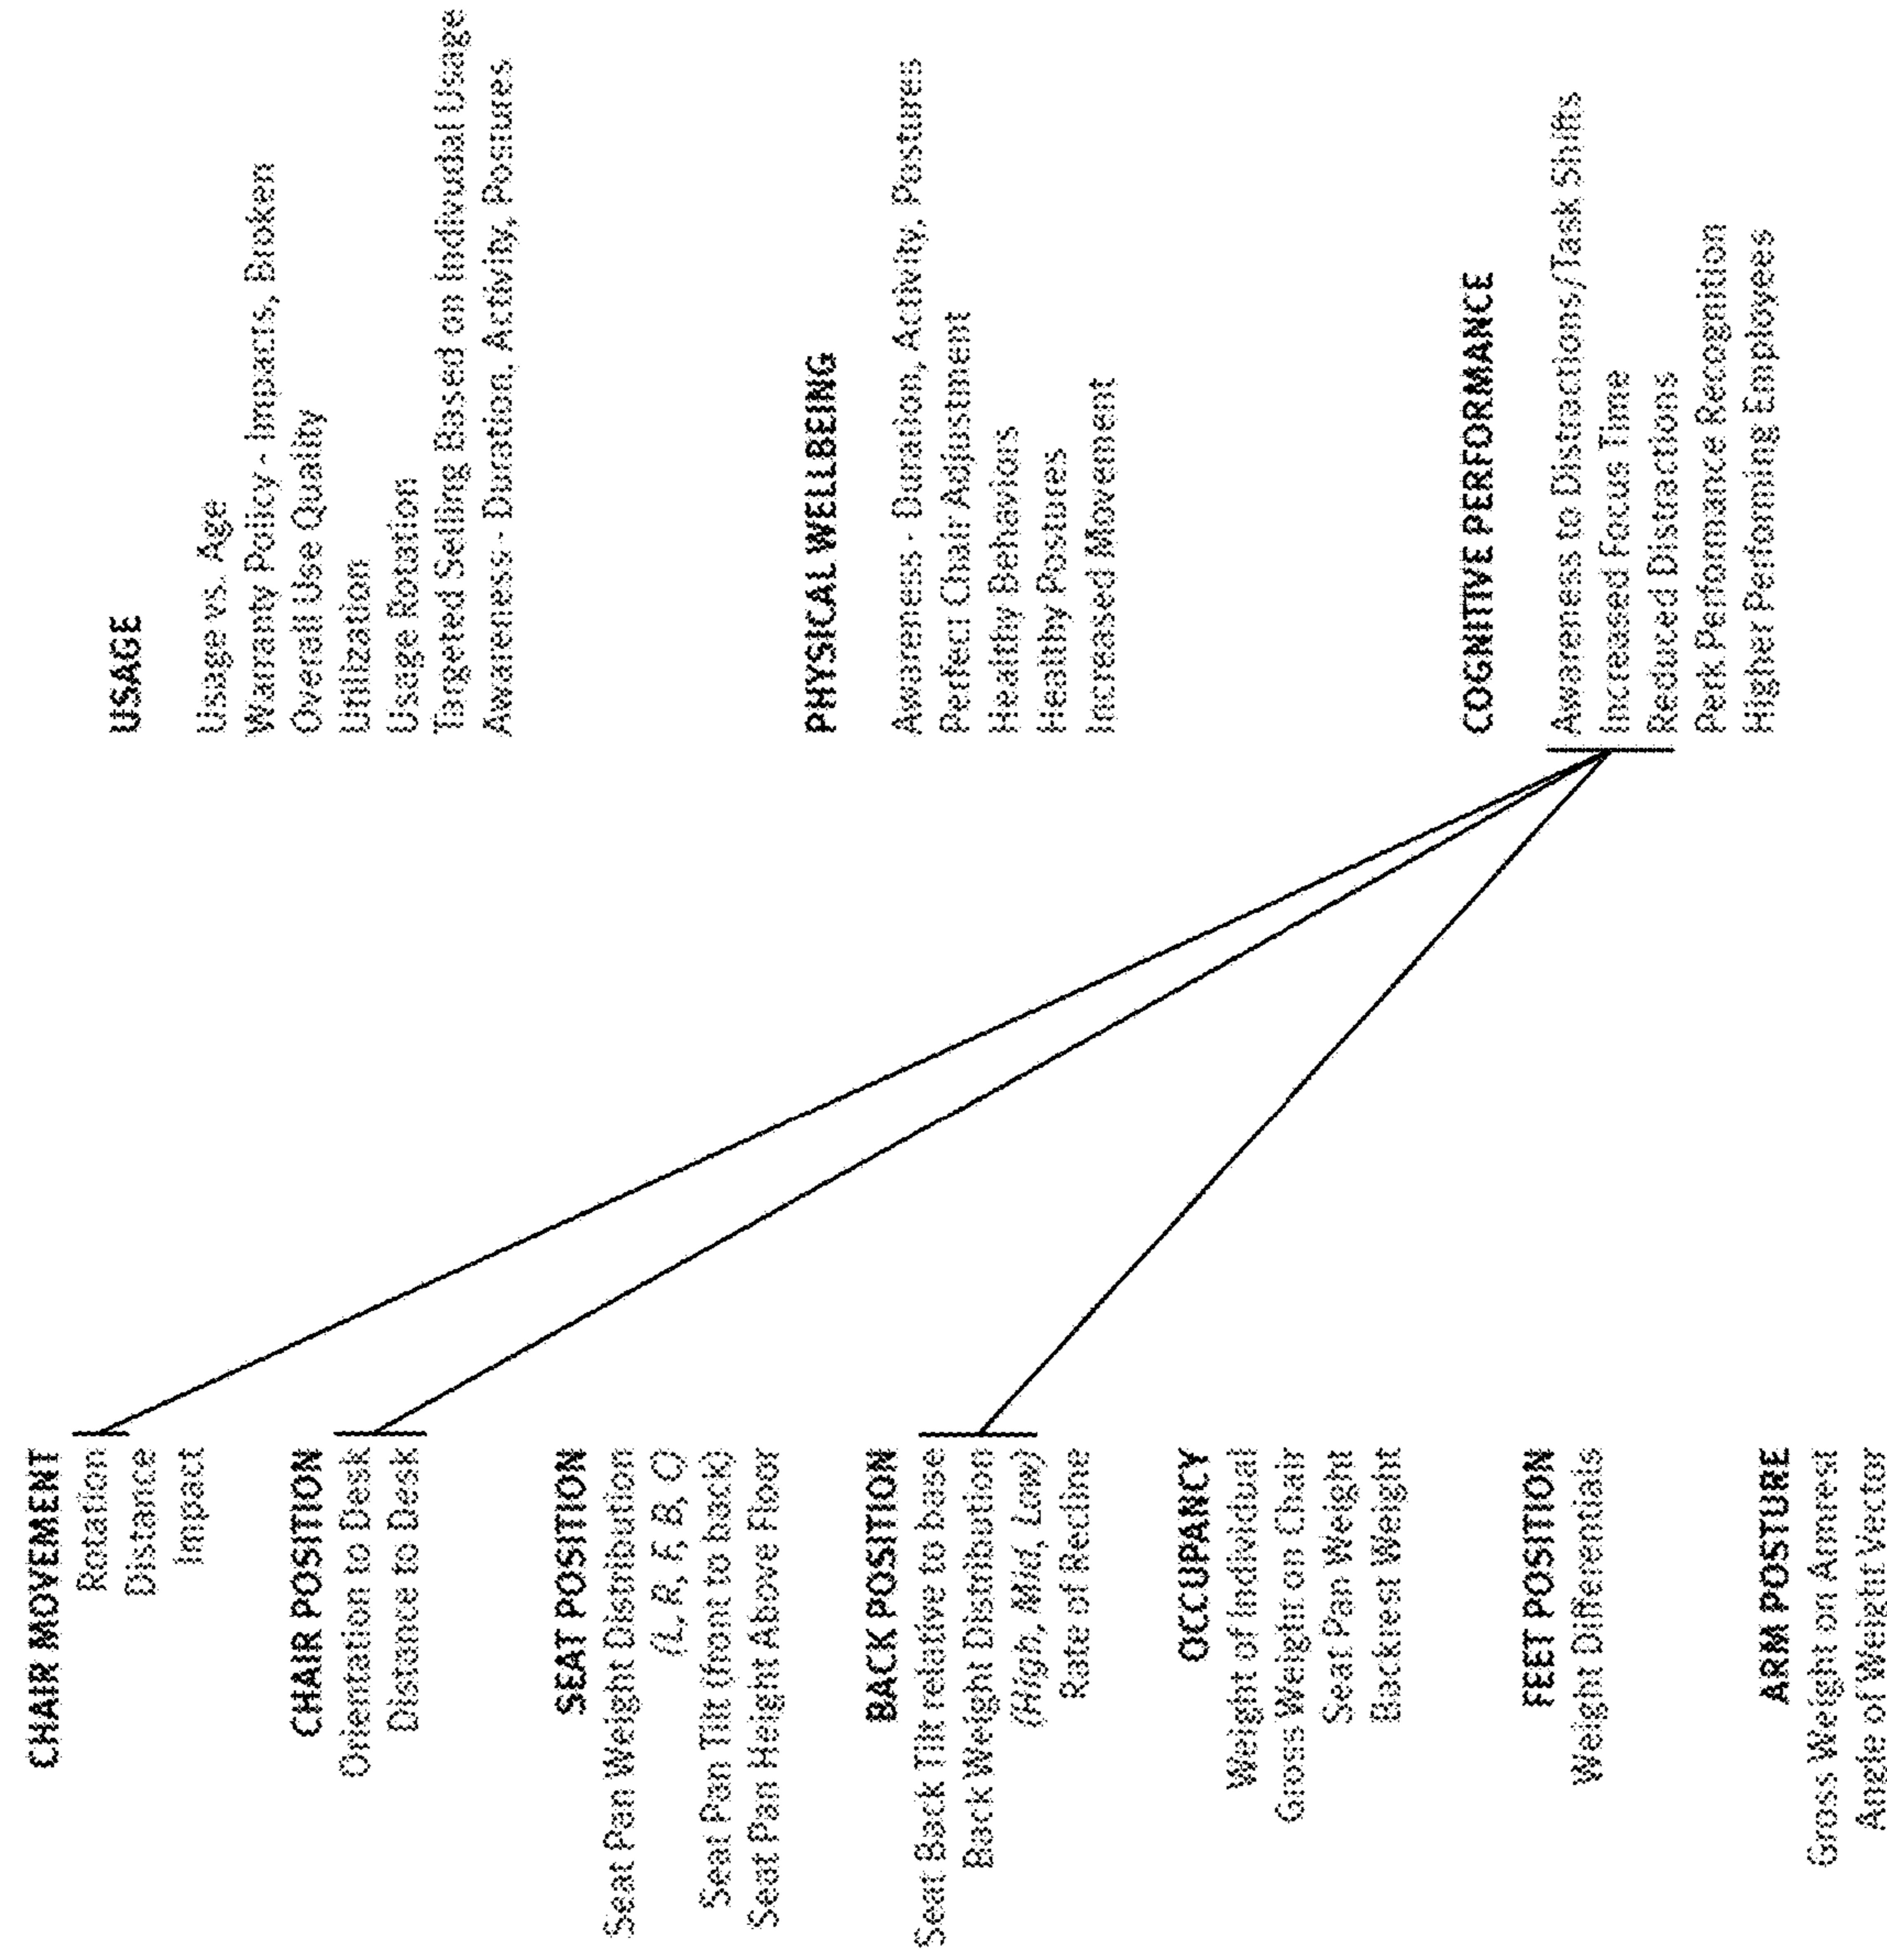 CHAIR MOVEMENT
Rotation
Distance
Impact
CHAIR POSITION
Orientation to Desk
Distance to Desk
SEAT POSITION
Seat Pan Weight Distribution
(L, R, F, B, C)
Seat Pan Tilt (front to back)
Seat Pan Height Above Floor
BACK POSITION
Seat Back Tilt relative to base
Back Weight Distribution
(High, Mid, Low)
Rate of Recline
OCCUPANCY
Weight of Individual
Gross Weight on Chair
Seat Pan Weight
Backrest Weight
FEET POSITION
Weight Differentials
ARM POSTURE
Gross Weight on Armrest
Angle of Weight Vector
USAGE
Usage vs. Age
Warranty Policy - Impacts, Broken
Overall Use Quality
Utilization
Usage Rotation
Targeted Selling Based on Indivudal Usage
Awareness - Duration, Activity, Postures
PHYSICAL WELLBEING
Awareness - Duration, Activity, Postures
Perfect Chair Adjustment
Healthy Behaviors
Healthy Postures
Increased Movement
COGNITIVE PERFORMANCE
Awareness to Distractions/Task Shifts
Increased Focus Time
Reduced Distractions
Perk Performance Recognition
Higher Performing Employees